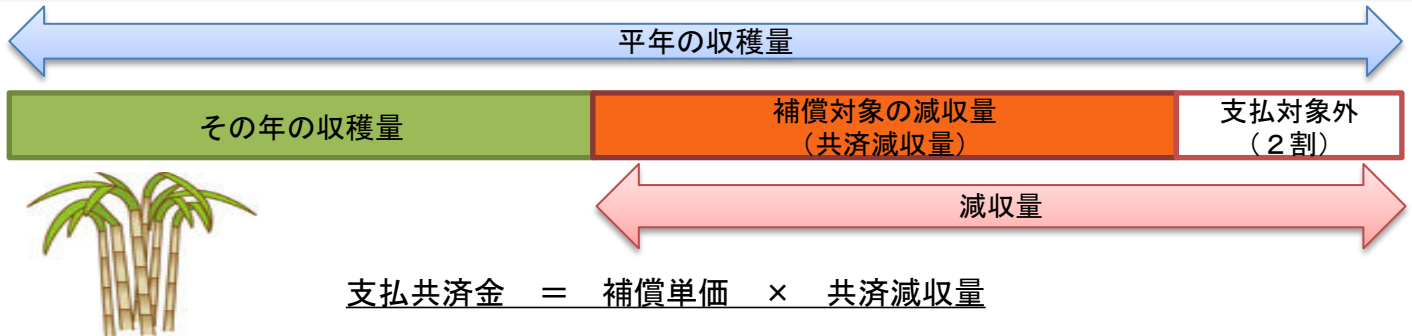 平年の収穫量
その年の収穫量
補償対象の減収量
（共済減収量）
支払対象外
（２割）
減収量
支払共済金　＝　補償単価　×　共済減収量